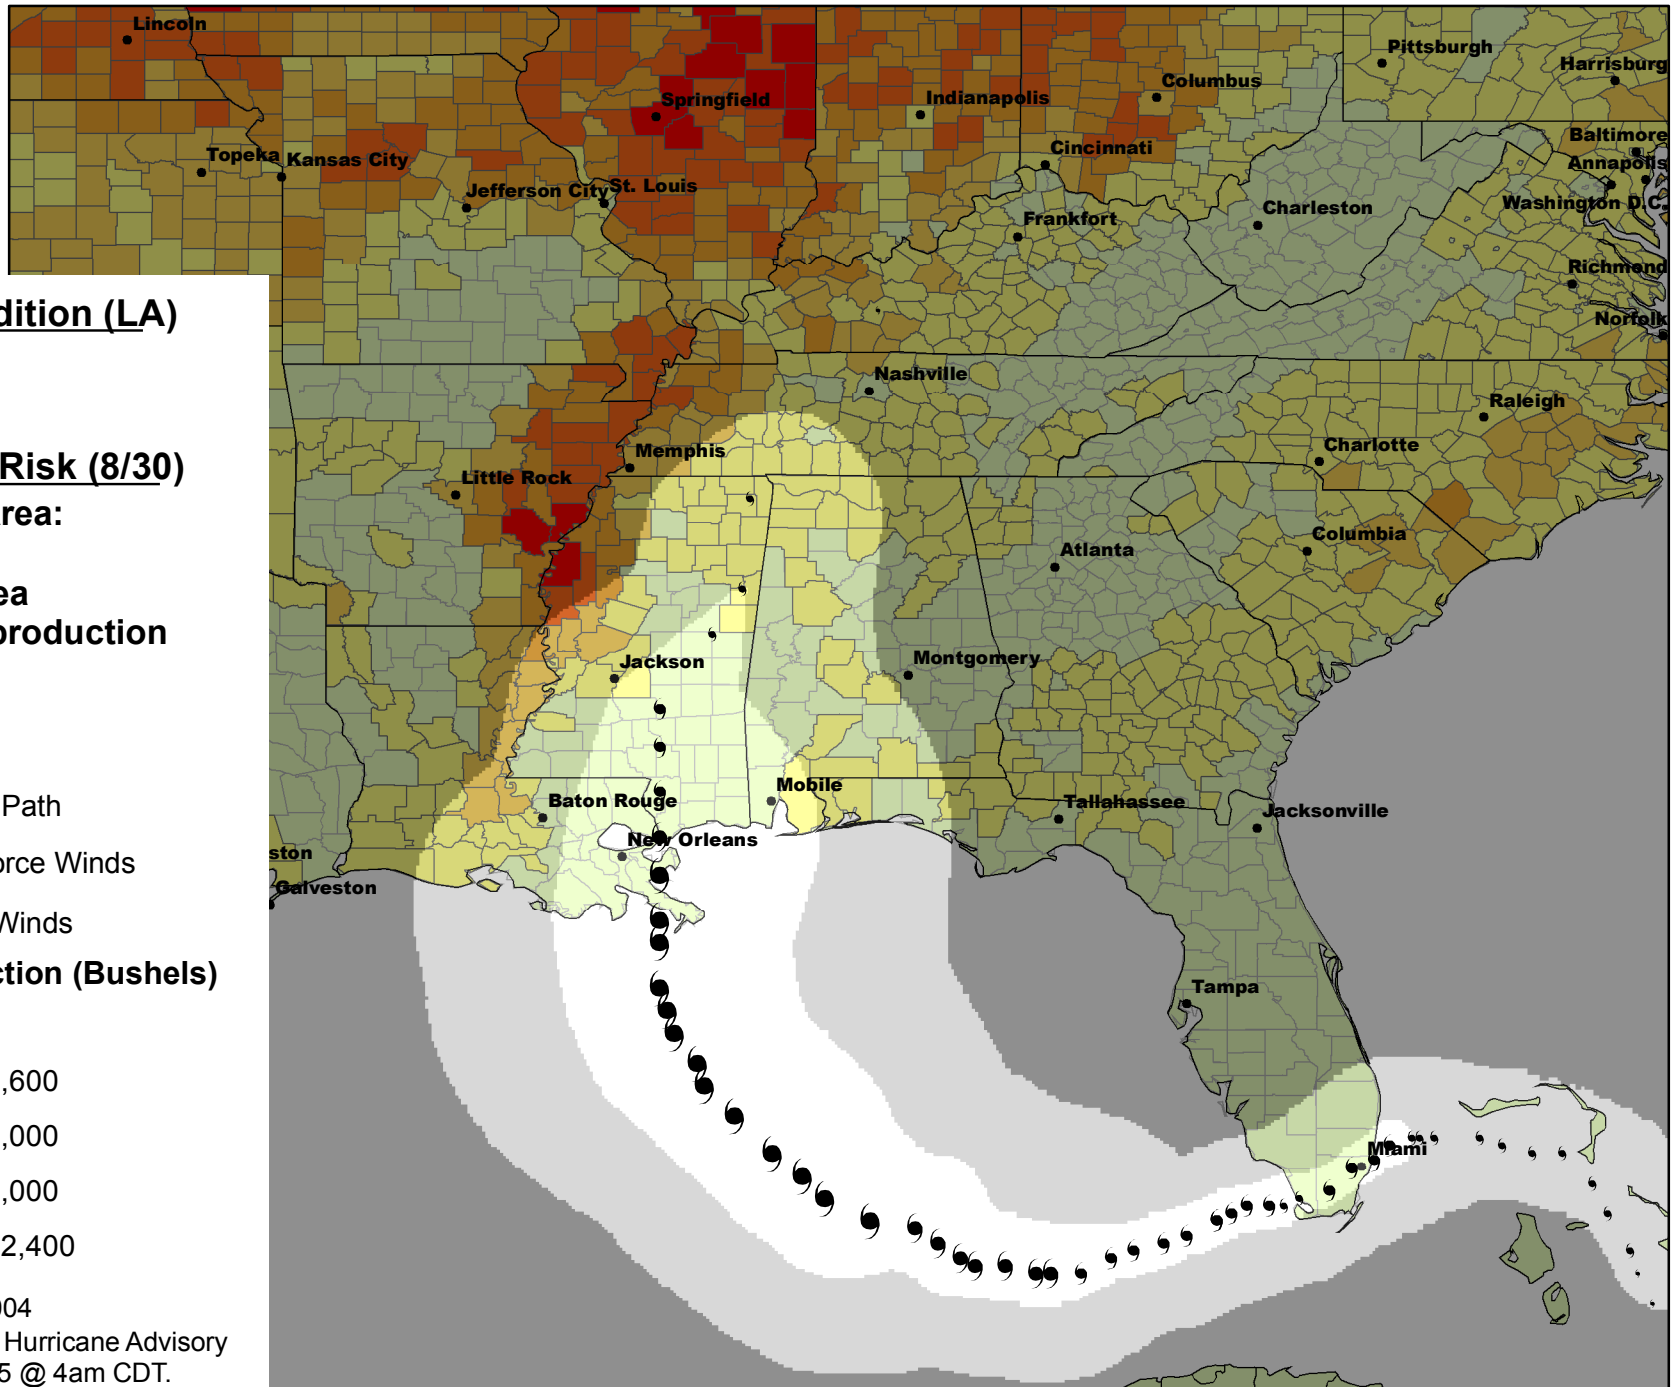 Lincoln
Pittsburgh
Harrisburg
Columbus
Springfield
Indianapolis
Baltimore
Topeka
Kansas City
Cincinnati
Annapolis
Jefferson City
St. Louis
Washington D.C.
Frankfort
Charleston
Richmond
Norfolk
Nashville
Raleigh
Memphis
Charlotte
Little Rock
Columbia
Atlanta
Jackson
Montgomery
Baton Rouge
Mobile
Tallahassee
Jacksonville
New Orleans
ston
Galveston
Tampa
Miami
dition (LA)
Risk (8/30)
rea:
ea
production
Path
orce Winds
Winds
ction (Bushels)
,600
,000
,000
2,400
004
Hurricane Advisory
5 @ 4am CDT.